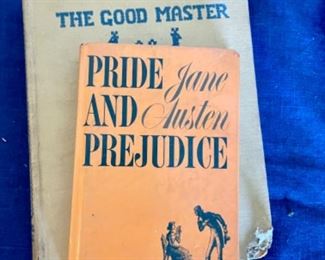 THE GOOD MASTER
PRIDE Jane
AND Austen
PREJUDICE